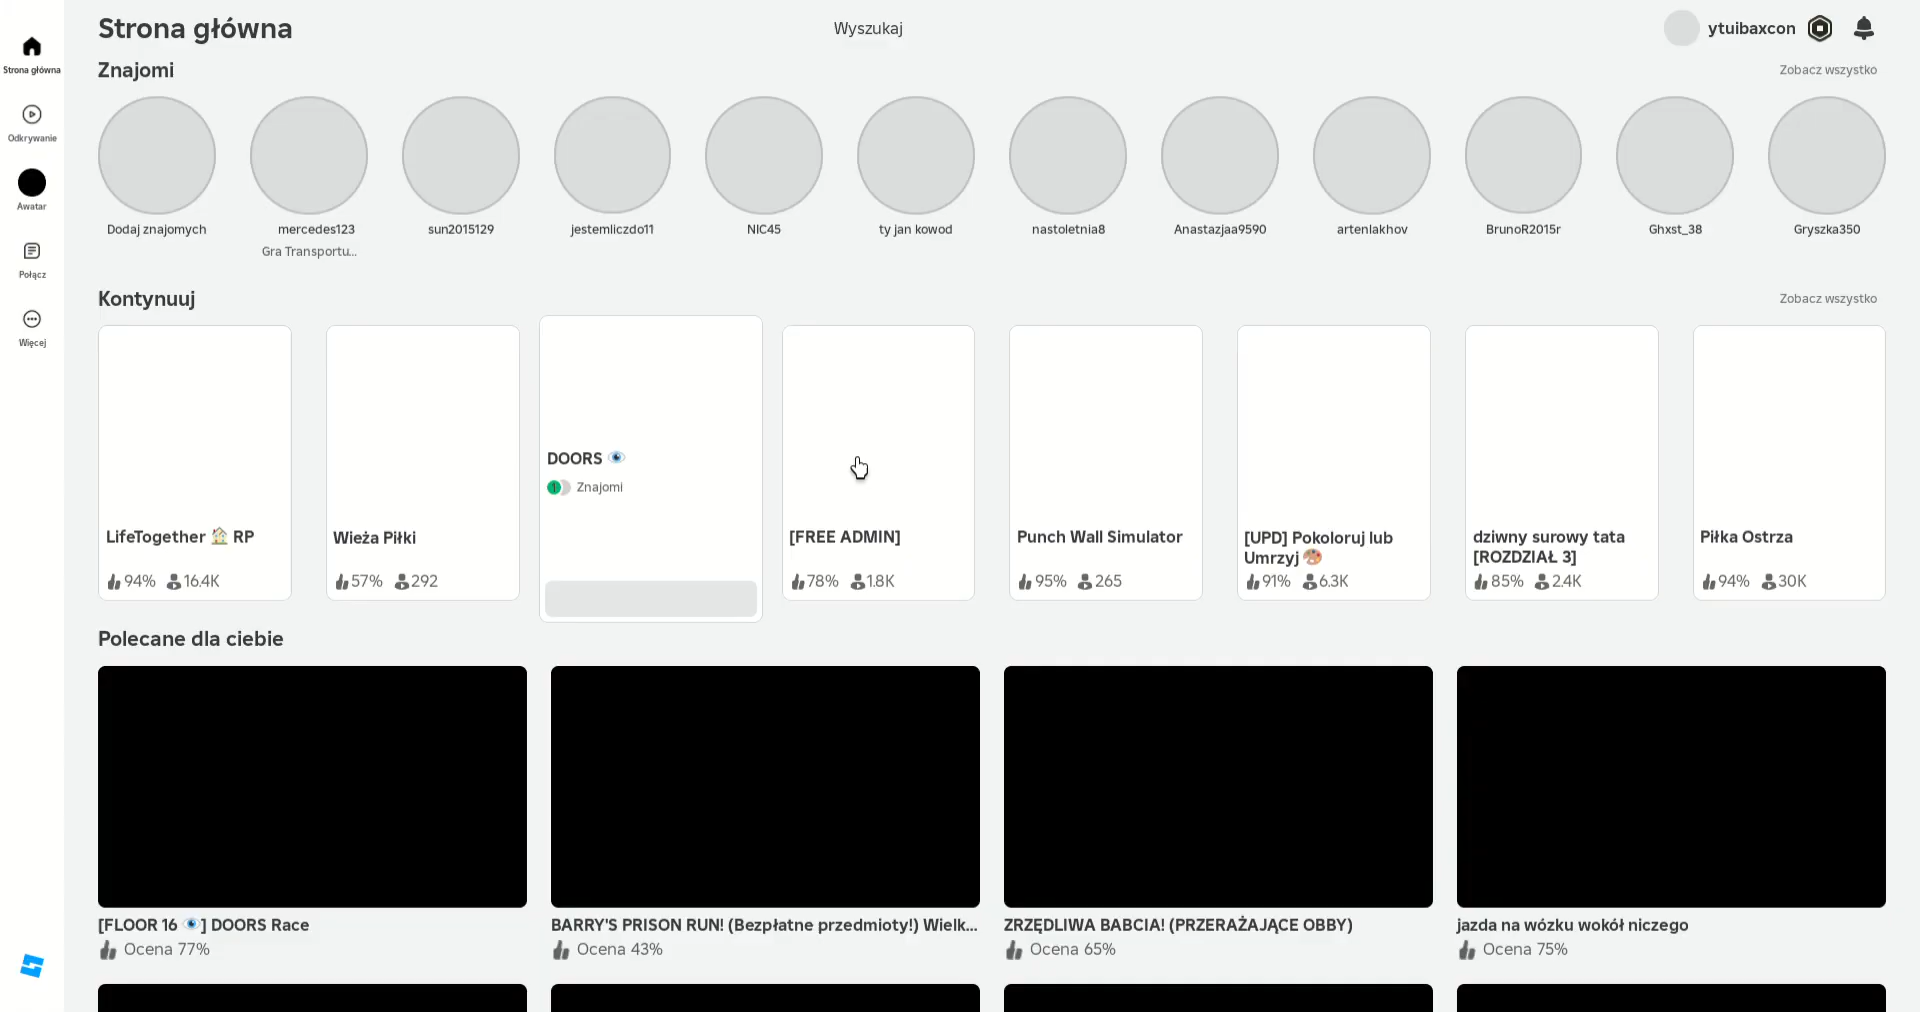 Strona główna
Wyszukaj
ytuibaxcon
Strona główna
Odkrywanie
Awatar
Połącz
Więcej
Znajomi
Zobacz wszystko
Dodaj znajomych
mercedes123
sun2015129
jestemliczdo11
NIC45
ty jan kowod
nastoletnia8
Anastazjaa9590
artenlakhov
BrunoR2015r
Ghxst_38
Gryszka350
Gra Transportu...
Kontynuuj
Zobacz wszystko
LifeTogether 🏠 RP
94% 16.4K
Wieża Piłki
57% 292
DOORS 👁️
1 Znajomi
[FREE ADMIN]
78% 1.8K
Punch Wall Simulator
95% 265
[UPD] Pokoloruj lub
Umrzyj 🎨
91% 6.3K
dziwny surowy tata
[ROZDZIAŁ 3]
85% 2.4K
Piłka Ostrza
94% 30K
Polecane dla ciebie
[FLOOR 16 👁️] DOORS Race
Ocena 77%
BARRY'S PRISON RUN! (Bezpłatne przedmioty!) Wielk...
Ocena 43%
ZRZĘDLIWA BABCIA! (PRZERAŻAJĄCE OBBY)
Ocena 65%
jazda na wózku wokół niczego
Ocena 75%